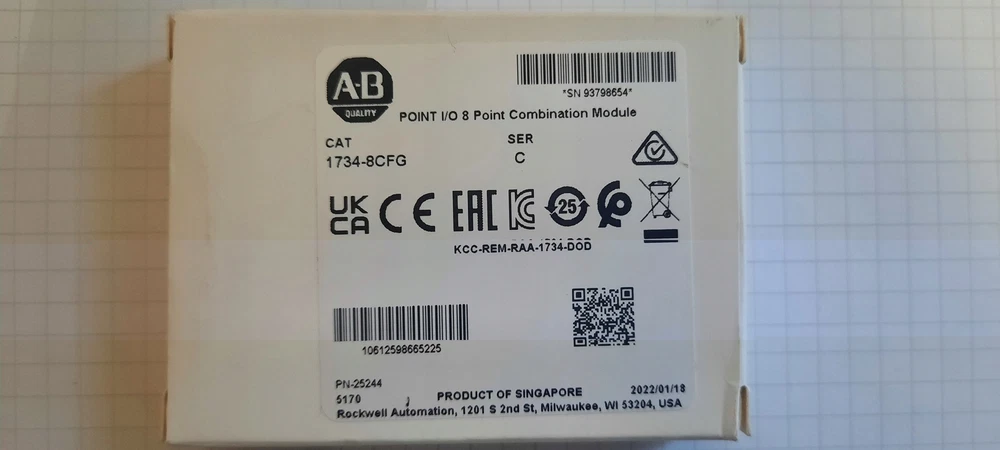 A-B
QUALITY
*SN 93798654*
POINT I/O 8 Point Combination Module
CAT
1734-8CFG
SER
C
UK
CA
CE
EAC
KC
25
KCC-REM-RAA-1734-DOD
10612598665225
PN-25244
5170
PRODUCT OF SINGAPORE
2022/01/18
Rockwell Automation, 1201 S 2nd St, Milwaukee, WI 53204, USA